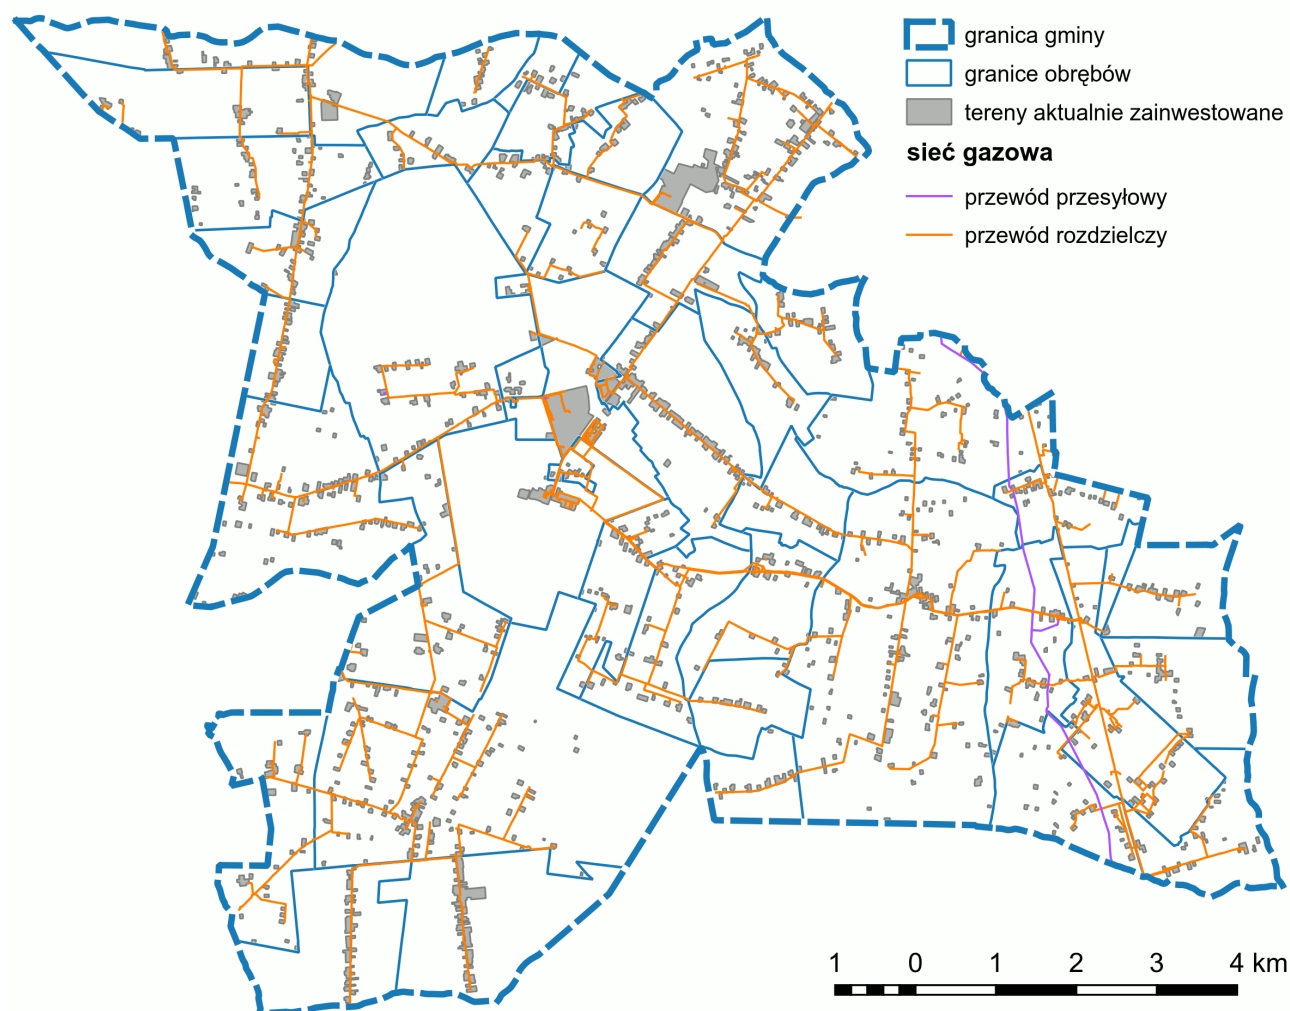 granica gminy
granice obrębów
tereny aktualnie zainwestowane
sieć gazowa
przewód przesyłowy
przewód rozdzielczy
1 0 1 2 3 4 km